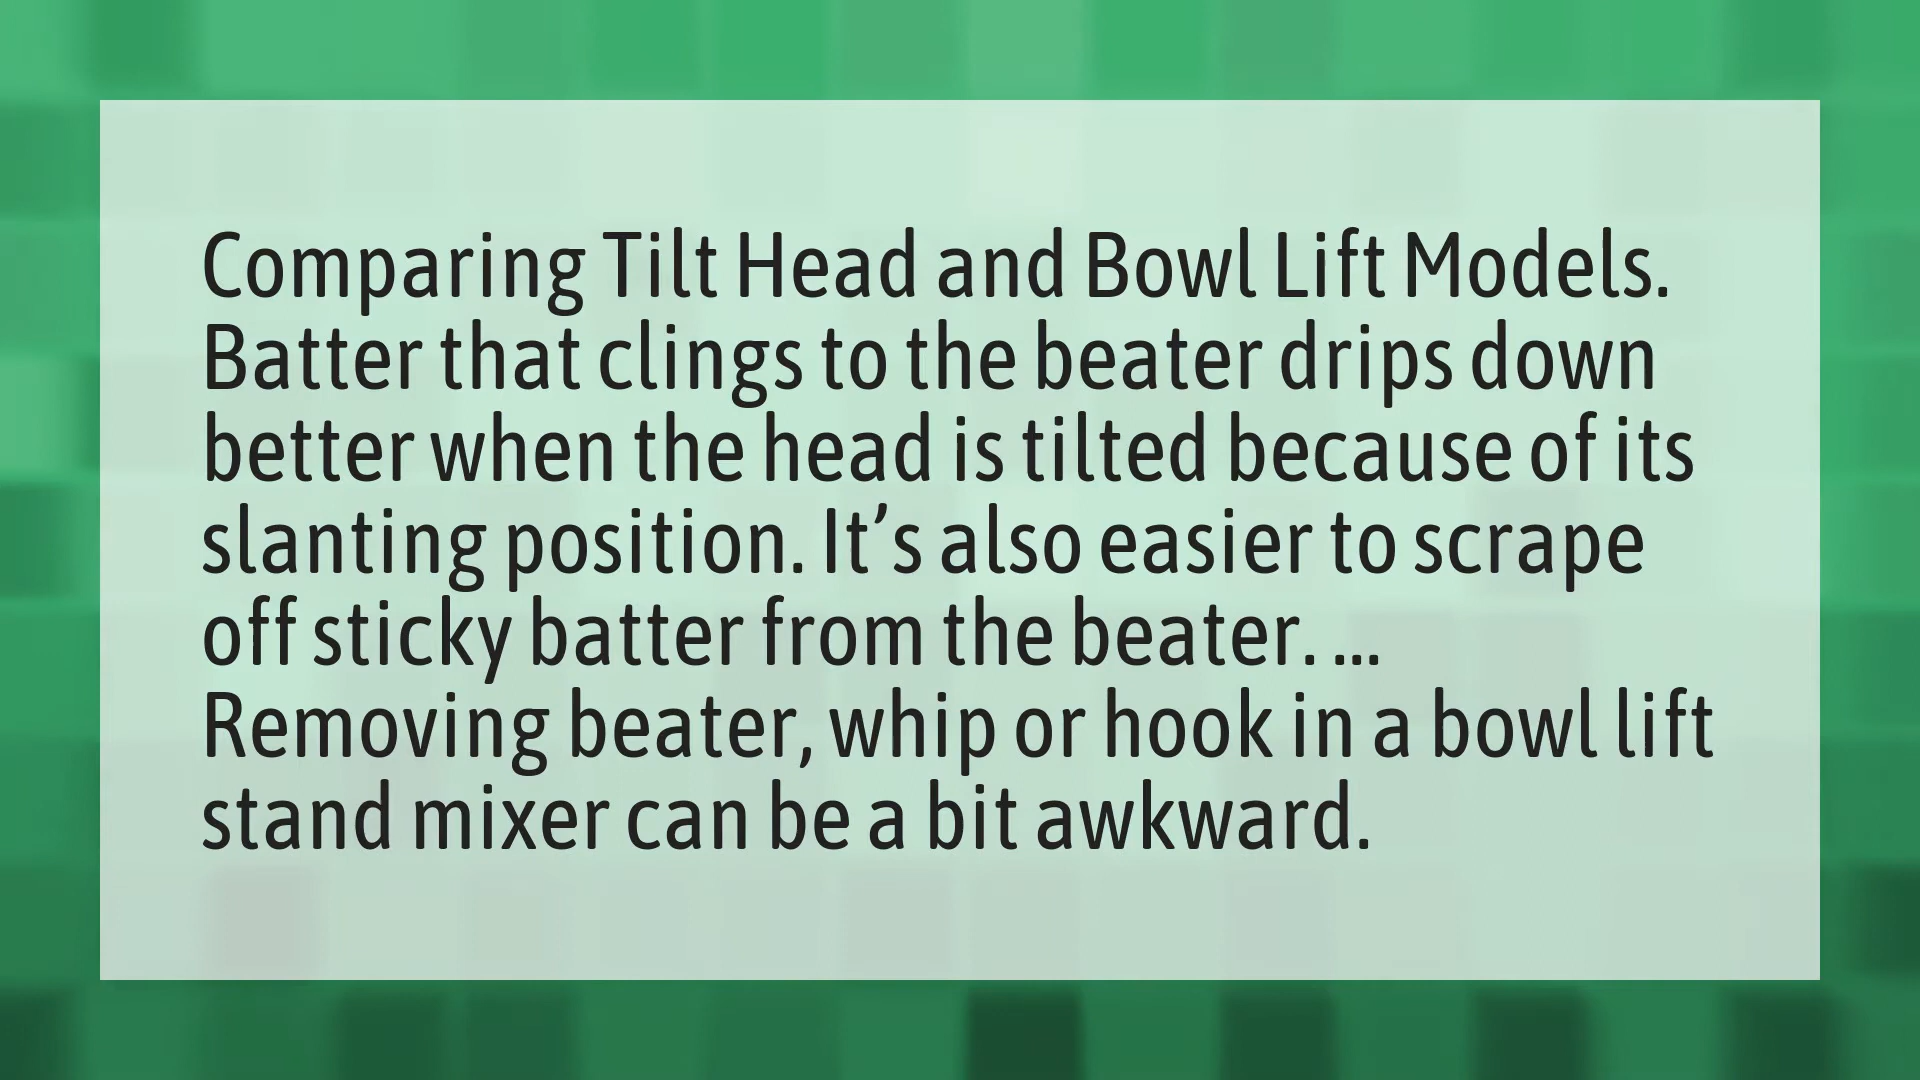 Comparing Tilt Head and Bowl Lift Models.
Batter that clings to the beater drips down
better when the head is tilted because of its
slanting position. It’s also easier to scrape
off sticky batter from the beater. ...
Removing beater, whip or hook in a bowl lift
stand mixer can be a bit awkward.